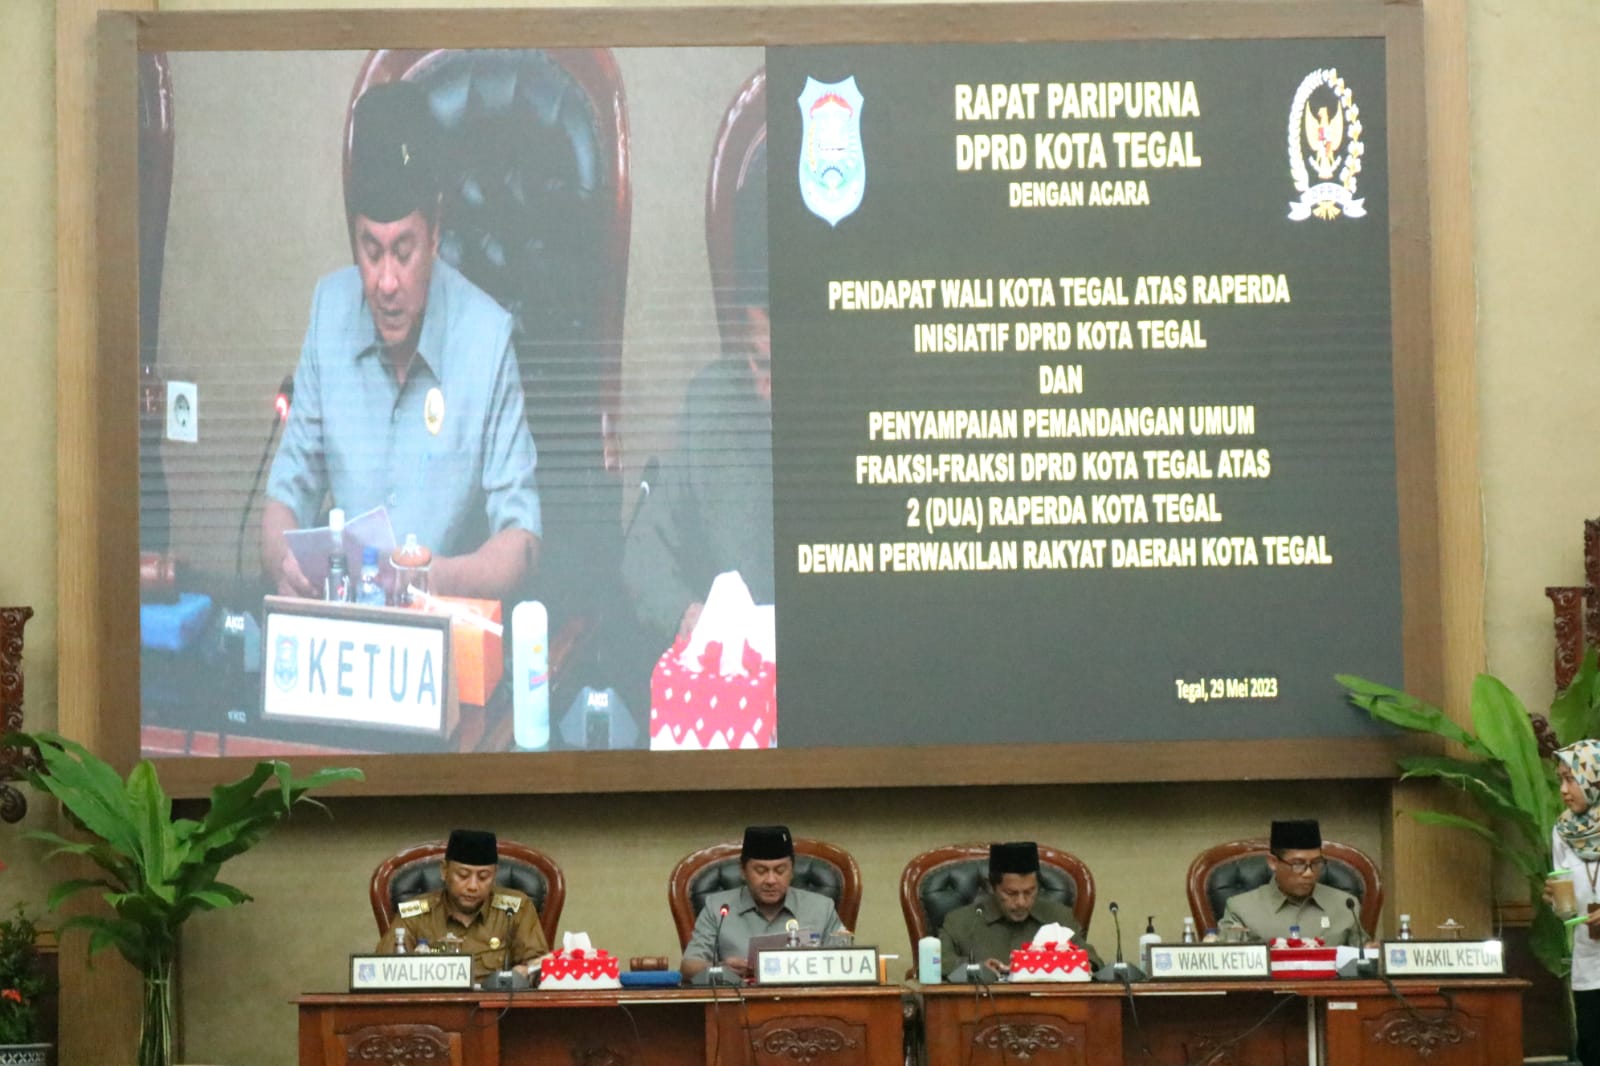 RAPAT PARIPURNA
DPRD KOTA TEGAL
DENGAN ACARA
PENDAPAT WALI KOTA TEGAL ATAS RAPERDA
INISIATIF DPRD KOTA TEGAL
DAN
PENYAMPAIAN PEMANDANGAN UMUM
FRAKSI-FRAKSI DPRD KOTA TEGAL ATAS
2 (DUA) RAPERDA KOTA TEGAL
DEWAN PERWAKILAN RAKYAT DAERAH KOTA TEGAL
Tegal, 29 Mei 2023
AKG
KETUA
AKG
WALIKOTA
KETUA
WAKIL KETUA
WAKIL KETUA